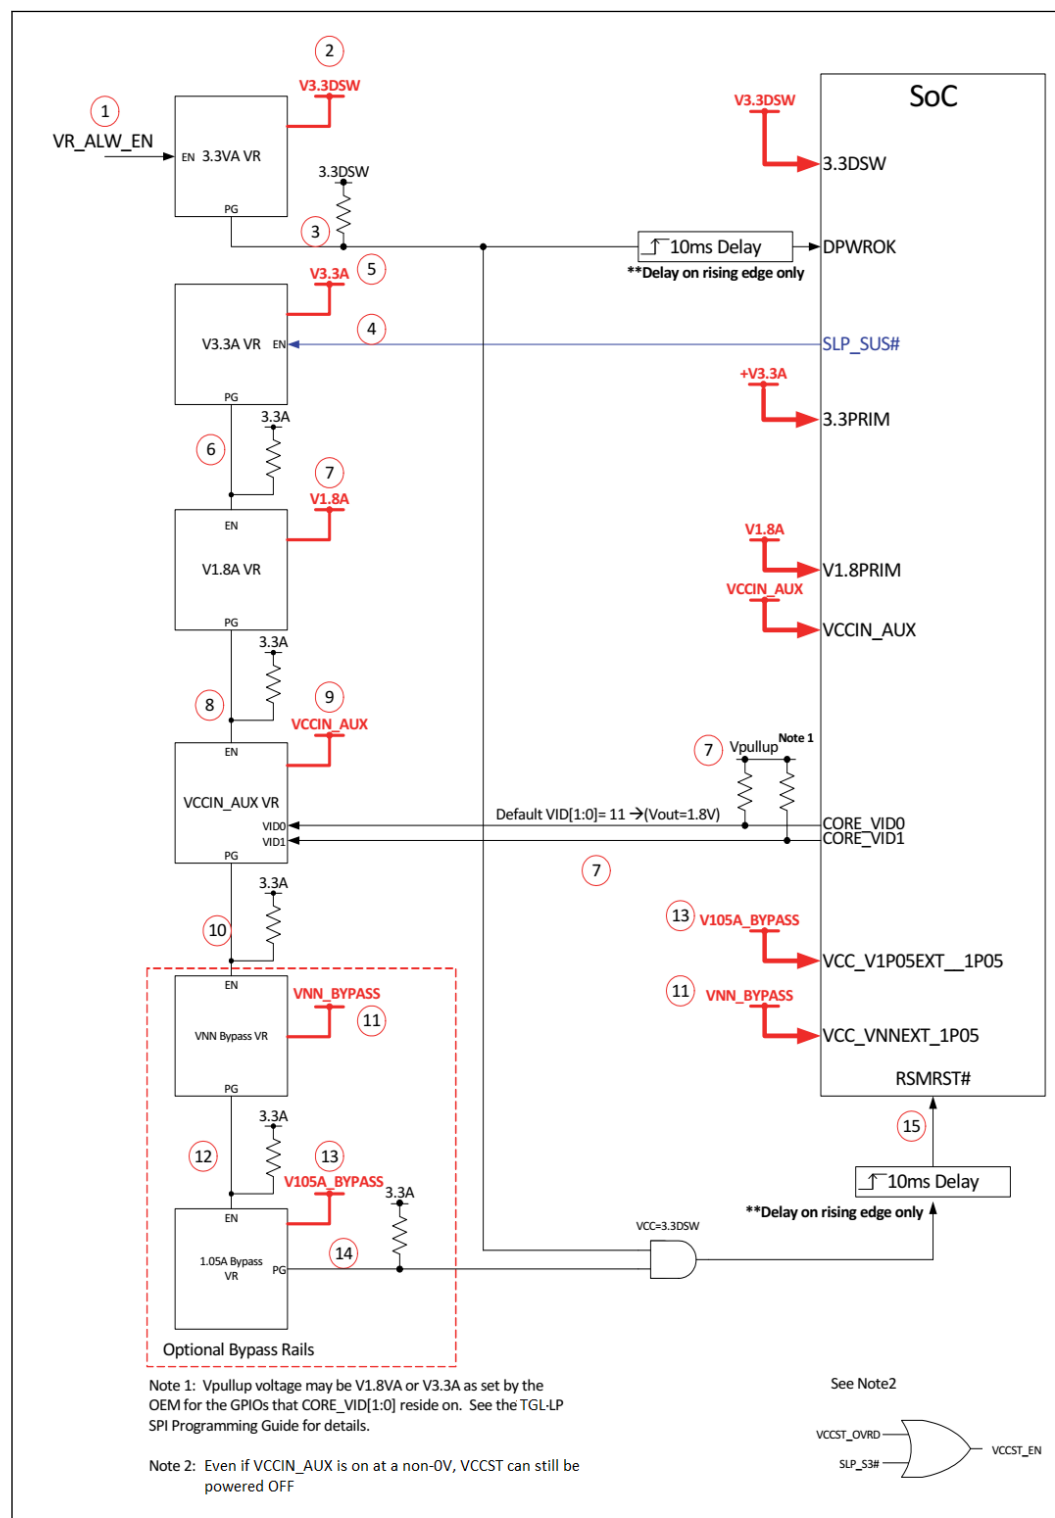 2
V3.3DSW
1
VR_ALW_EN
EN
3.3VA VR
PG
3.3DSW
3
10ms Delay
**Delay on rising edge only
SoC
V3.3DSW
3.3DSW
DPWROK
5
V3.3A
4
V3.3A VR
EN
PG
SLP_SUS#
+V3.3A
3.3PRIM
3.3A
6
7
V1.8A
EN
V1.8A VR
PG
V1.8A
V1.8PRIM
VCCIN_AUX
VCCIN_AUX
3.3A
8
9
VCCIN_AUX
EN
VCCIN_AUX VR
VID0
VID1
PG
7
Vpullup
Note 1
Default VID[1:0]= 11 →(Vout=1.8V)
CORE_VID0
CORE_VID1
7
3.3A
10
13
V105A_BYPASS
VCC_V1P05EXT__1P05
11
VNN_BYPASS
VCC_VNNEXT_1P05
EN
VNN Bypass VR
PG
VNN_BYPASS
11
RSMRST#
15
10ms Delay
**Delay on rising edge only
3.3A
12
13
V105A_BYPASS
EN
1.05A Bypass
VR
PG
14
3.3A
VCC=3.3DSW
Optional Bypass Rails
Note 1: Vpullup voltage may be V1.8VA or V3.3A as set by the
OEM for the GPIOs that CORE_VID[1:0] reside on. See the TGL-LP
SPI Programming Guide for details.
Note 2: Even if VCCIN_AUX is on at a non-0V, VCCST can still be
powered OFF
See Note2
VCCST_OVRD
SLP_S3#
VCCST_EN